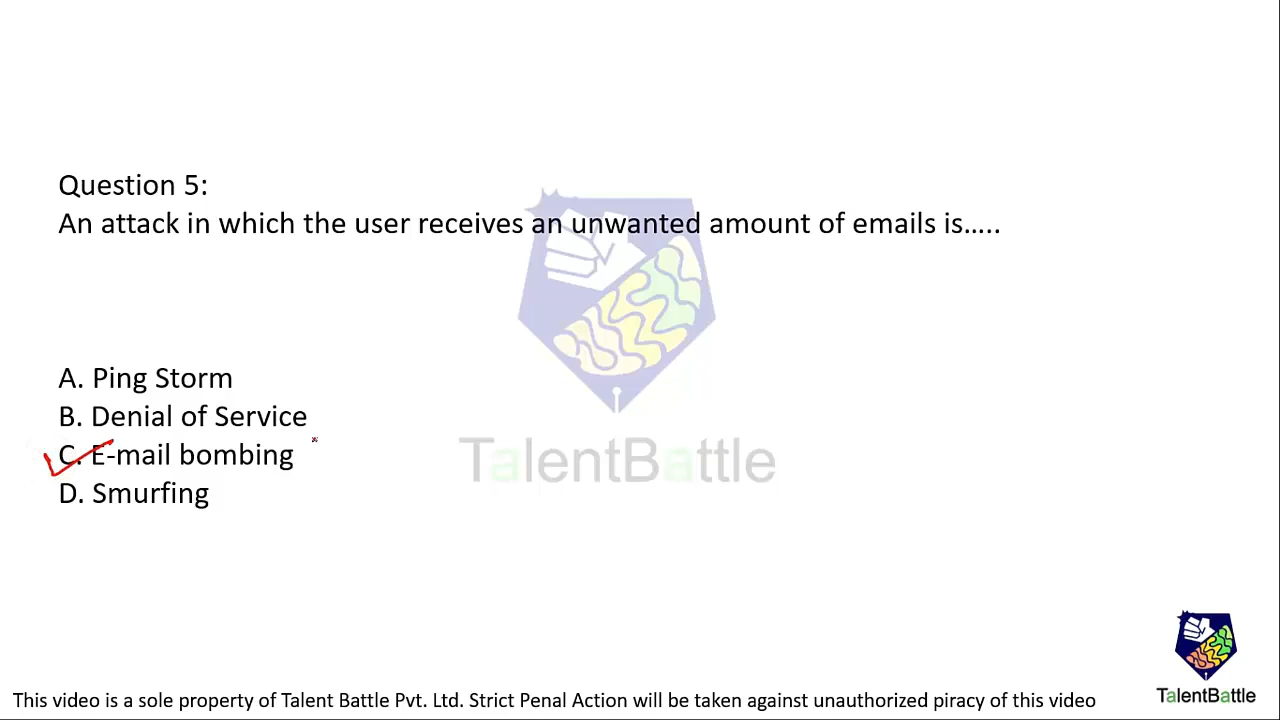 Question 5:
An attack in which the user receives an unwanted amount of emails is.....
A. Ping Storm
B. Denial of Service
C. E-mail bombing
D. Smurfing
TalentBattle
TalentBattle
This video is a sole property of Talent Battle Pvt. Ltd. Strict Penal Action will be taken against unauthorized piracy of this video